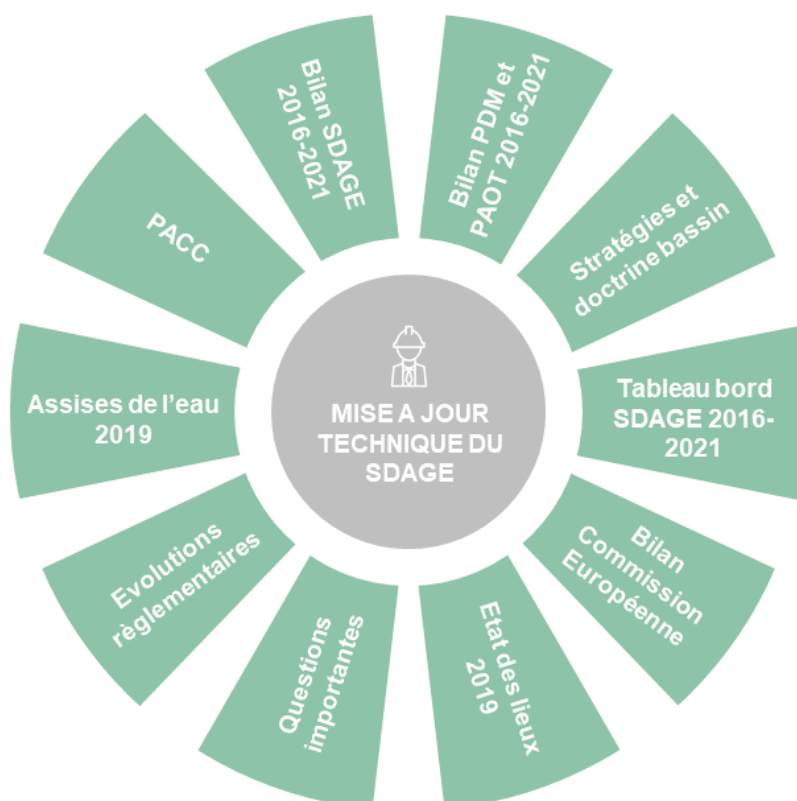 Bilan SDAGE
2016-2021
Bilan PDM et
PAOT 2016-2021
Stratégies et
doctrine bassin
Tableau bord
SDAGE 2016-
2021
Bilan
Commission
Européenne
Etat des lieux
2019
Questions
importantes
Evolutions
règlementaires
Assises de l'eau
2019
PACC
MISE A JOUR
TECHNIQUE DU
SDAGE